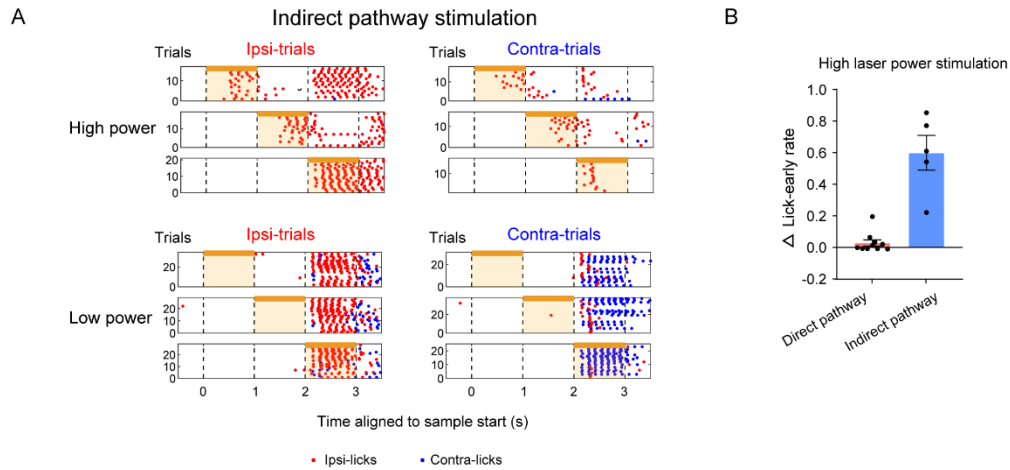 A
Indirect pathway stimulation
Trials
Ipsi-trials
Contra-trials
High power
10
0
10
0
20
10
0
10
0
10
0
10
Trials
Ipsi-trials
Trials
Contra-trials
Low power
20
0
20
10
0
20
10
0
20
0
20
10
0
20
10
0
0 1 2 3
0 1 2 3
Time aligned to sample start (s)
Ipsi-licks
Contra-licks
B
High laser power stimulation
Δ Lick-early rate
1.0
0.8
0.6
0.4
0.2
0.0
-0.2
Direct pathway
Indirect pathway